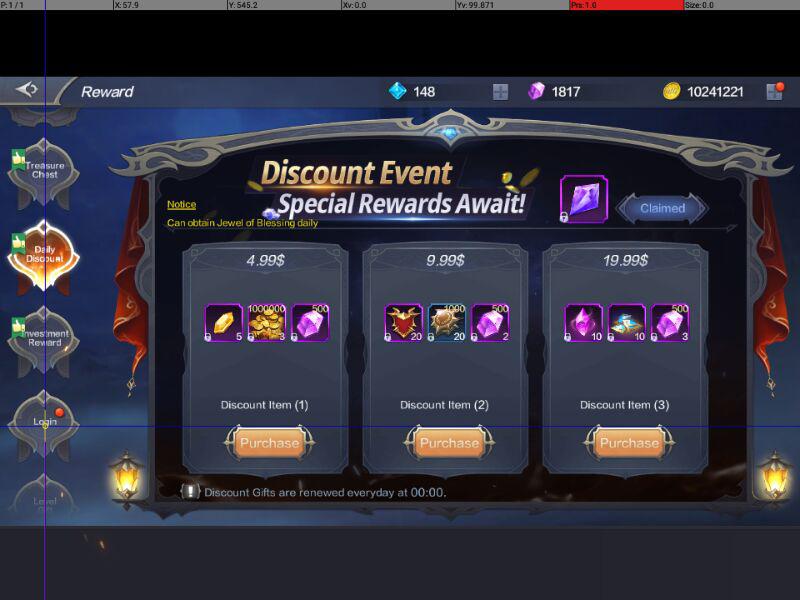 P: 1 / 1
X: 57.9
Y: 545.2
Xv: 0.0
Yv: 99.871
Prs: 1.0
Size: 0.0
Reward
148
1817
10241221
Treasure
Chest
Daily
Discount
Investment
Reward
Login
Level
Discount Event
Special Rewards Await!
Notice
Can obtain Jewel of Blessing daily
Claimed
4.99$
5
1000000
3
500
1
Discount Item (1)
Purchase
9.99$
20
1000
20
500
2
Discount Item (2)
Purchase
19.99$
10
10
500
3
Discount Item (3)
Purchase
! Discount Gifts are renewed everyday at 00:00.